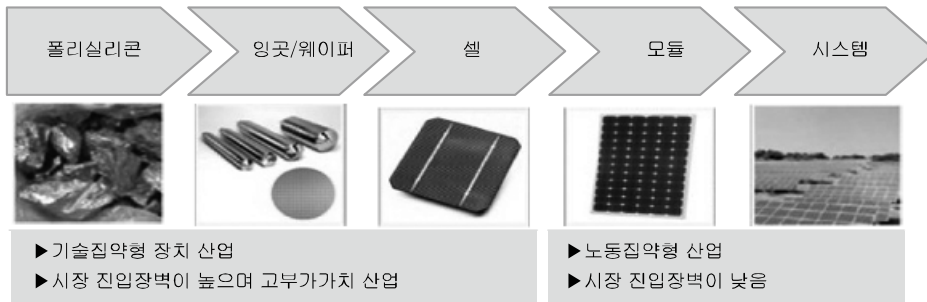 폴리실리콘
잉곳/웨이퍼
셀
모듈
시스템
▶기술집약형 장치 산업
▶시장 진입장벽이 높으며 고부가가치 산업
▶노동집약형 산업
▶시장 진입장벽이 낮음